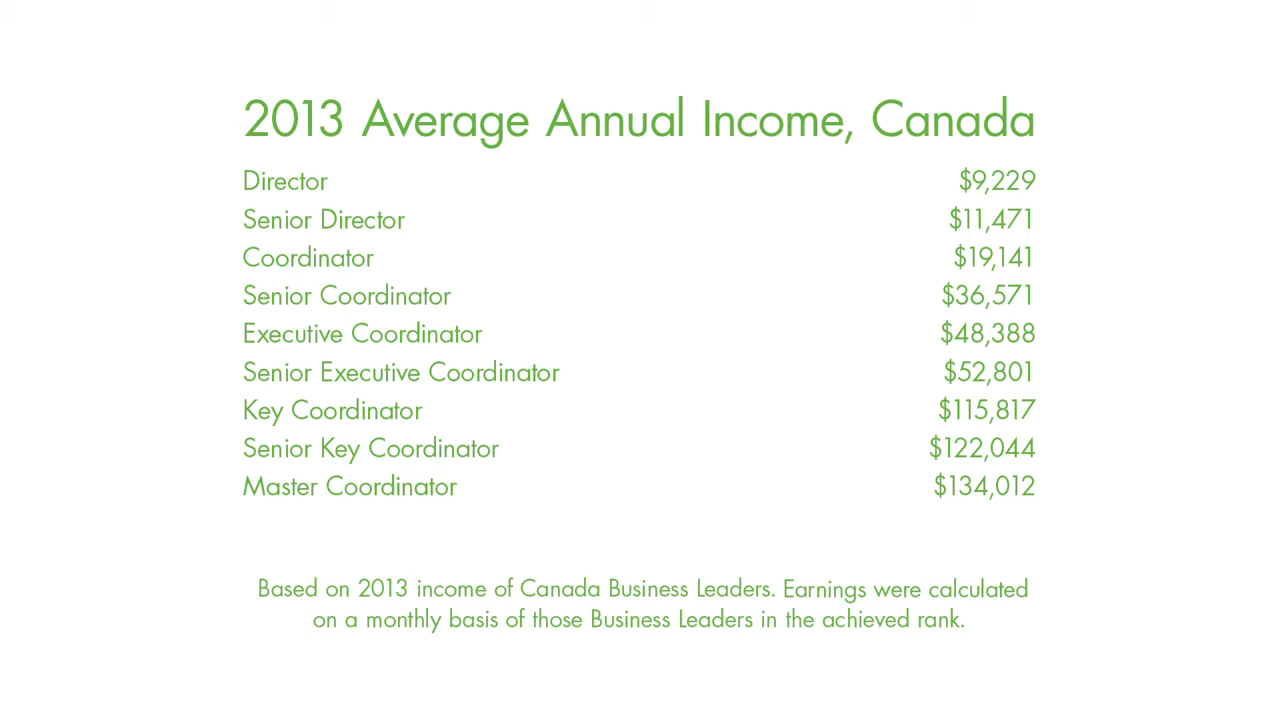 2013 Average Annual Income, Canada
Director $9,229
Senior Director $11,471
Coordinator $19,141
Senior Coordinator $36,571
Executive Coordinator $48,388
Senior Executive Coordinator $52,801
Key Coordinator $115,817
Senior Key Coordinator $122,044
Master Coordinator $134,012
Based on 2013 income of Canada Business Leaders. Earnings were calculated
on a monthly basis of those Business Leaders in the achieved rank.